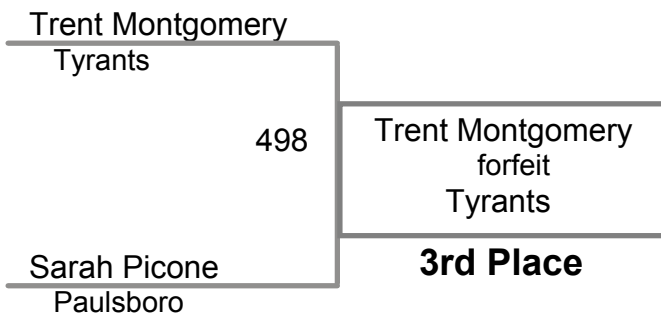 Trent Montgomery
Tyrants
498
Trent Montgomery
forfeit
Tyrants
Sarah Picone
3rd Place
Paulsboro